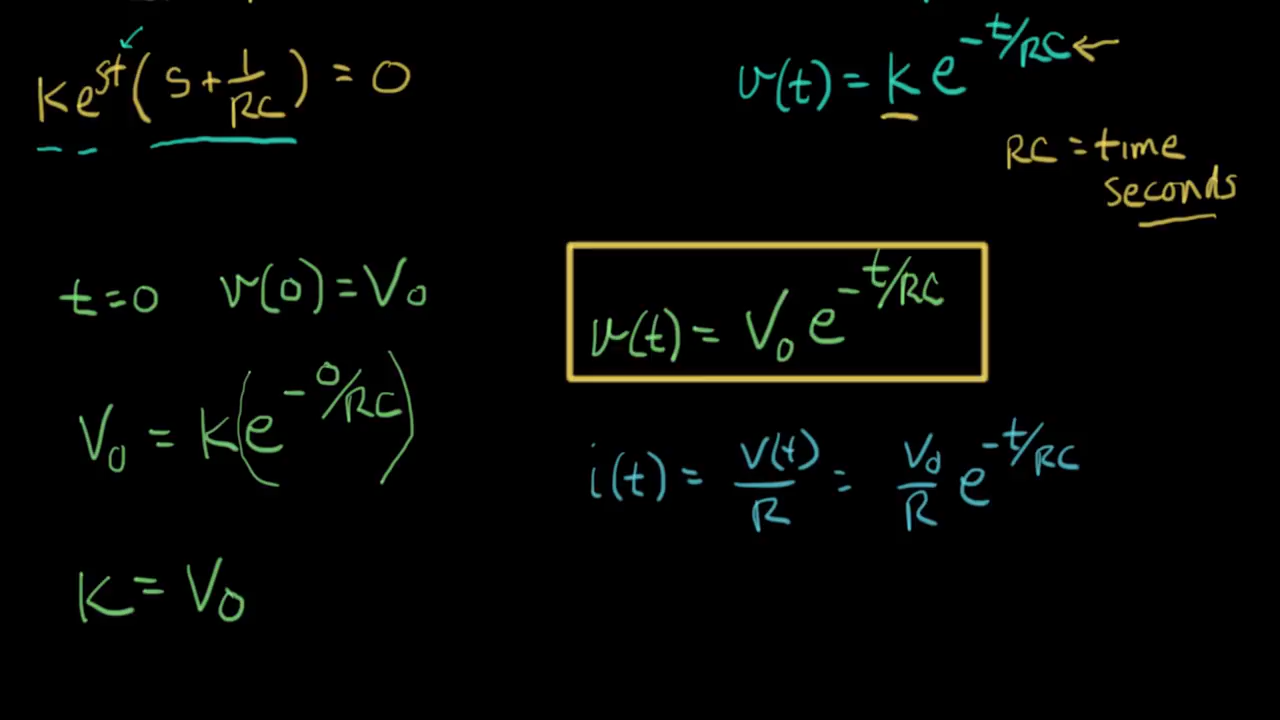 Ke^st(s+1/RC)=0
v(t)=Ke^-t/RC ←
RC = time
seconds
t=0 v(0)=V₀
v(t)=V₀e^-t/RC
V₀ = K(e^-0/RC)
i(t)= v(t)/R = V₀/R e^-t/RC
K = V₀